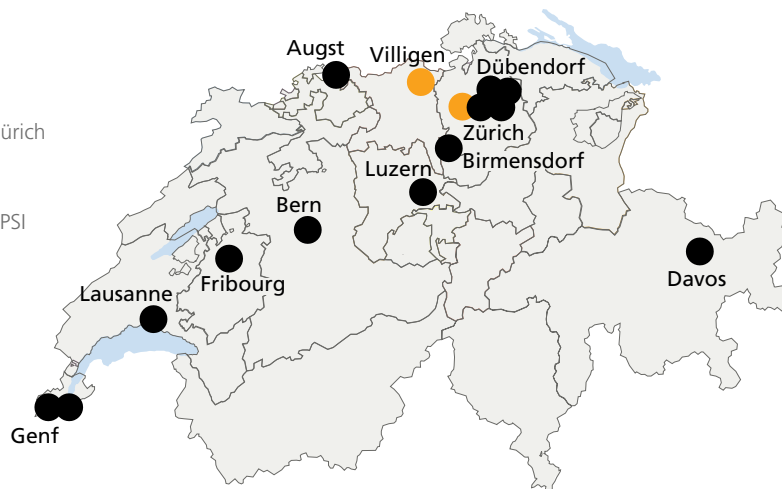 Augst
Villigen
Dübendorf
ürich
Zürich
Birmensdorf
Luzern
PSI
Bern
Fribourg
Davos
Lausanne
Genf